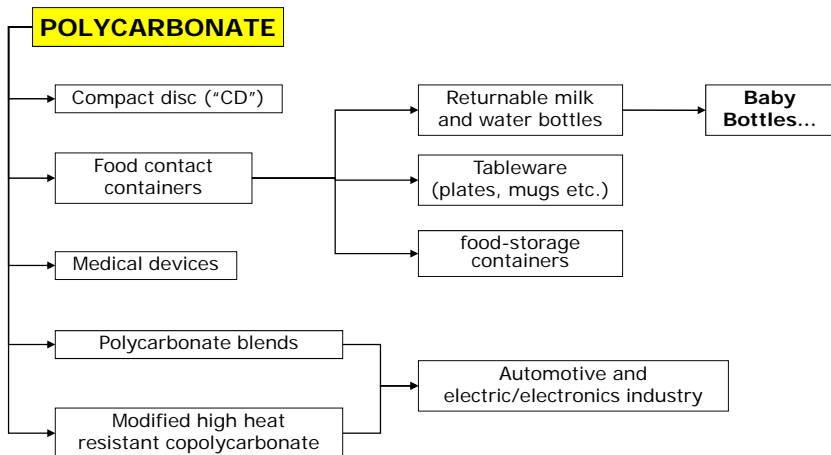 POLYCARBONATE
Compact disc (“CD”)
Food contact
containers
Medical devices
Polycarbonate blends
Modified high heat
resistant copolycarbonate
Returnable milk
and water bottles
Tableware
(plates, mugs etc.)
food-storage
containers
Automotive and
electric/electronics industry
Baby
Bottles...